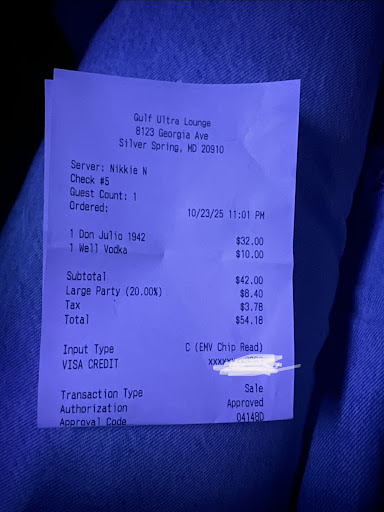 Gulf Ultra Lounge
8123 Georgia Ave
Silver Spring, MD 20910
Server: Nikkie N
Check #5
Guest Count: 1
Ordered: 10/23/25 11:01 PM
1 Don Julio 1942 $32.00
1 Well Vodka $10.00
Subtotal $42.00
Large Party (20.00%) $8.40
Tax $3.78
Total $54.18
Input Type C (EMV Chip Read)
VISA CREDIT
Transaction Type Sale
Authorization Approved
Approval Code 04148D